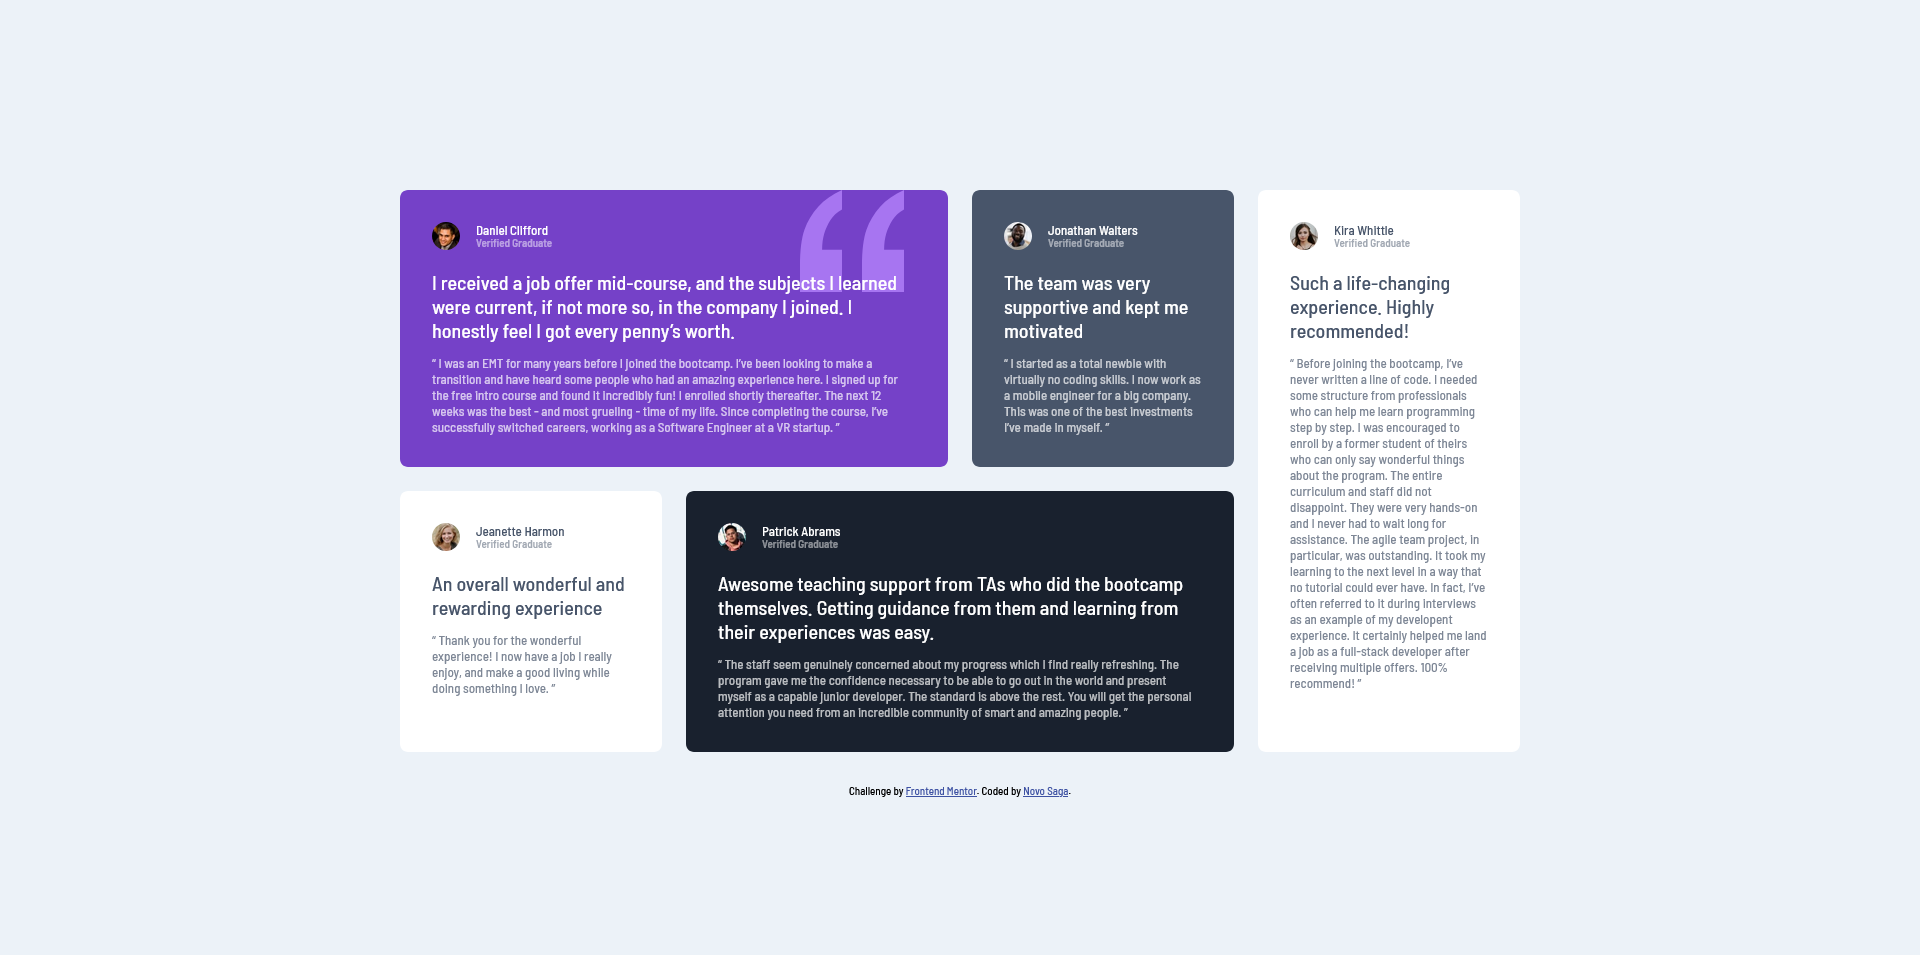 Daniel Clifford
Verified Graduate
I received a job offer mid-course, and the subjects I learned
were current, if not more so, in the company I joined. I
honestly feel I got every penny’s worth.
“ I was an EMT for many years before I joined the bootcamp. I’ve been looking to make a
transition and have heard some people who had an amazing experience here. I signed up for
the free intro course and found it incredibly fun! I enrolled shortly thereafter. The next 12
weeks was the best - and most grueling - time of my life. Since completing the course, I’ve
successfully switched careers, working as a Software Engineer at a VR startup. ”
Jonathan Walters
Verified Graduate
The team was very
supportive and kept me
motivated
“ I started as a total newbie with
virtually no coding skills. I now work as
a mobile engineer for a big company.
This was one of the best investments
I’ve made in myself. ”
Kira Whittle
Verified Graduate
Such a life-changing
experience. Highly
recommended!
“ Before joining the bootcamp, I’ve
never written a line of code. I needed
some structure from professionals
who can help me learn programming
step by step. I was encouraged to
enroll by a former student of theirs
who can only say wonderful things
about the program. The entire
curriculum and staff did not
disappoint. They were very hands-on
and I never had to wait long for
assistance. The agile team project, in
particular, was outstanding. It took my
learning to the next level in a way that
no tutorial could ever have. In fact, I’ve
often referred to it during interviews
as an example of my developent
experience. It certainly helped me land
a job as a full-stack developer after
receiving multiple offers. 100%
recommend! ”
Jeanette Harmon
Verified Graduate
An overall wonderful and
rewarding experience
“ Thank you for the wonderful
experience! I now have a job I really
enjoy, and make a good living while
doing something I love. ”
Patrick Abrams
Verified Graduate
Awesome teaching support from TAs who did the bootcamp
themselves. Getting guidance from them and learning from
their experiences was easy.
“ The staff seem genuinely concerned about my progress which I find really refreshing. The
program gave me the confidence necessary to be able to go out in the world and present
myself as a capable junior developer. The standard is above the rest. You will get the personal
attention you need from an incredible community of smart and amazing people. ”
Challenge by Frontend Mentor. Coded by Novo Saga.